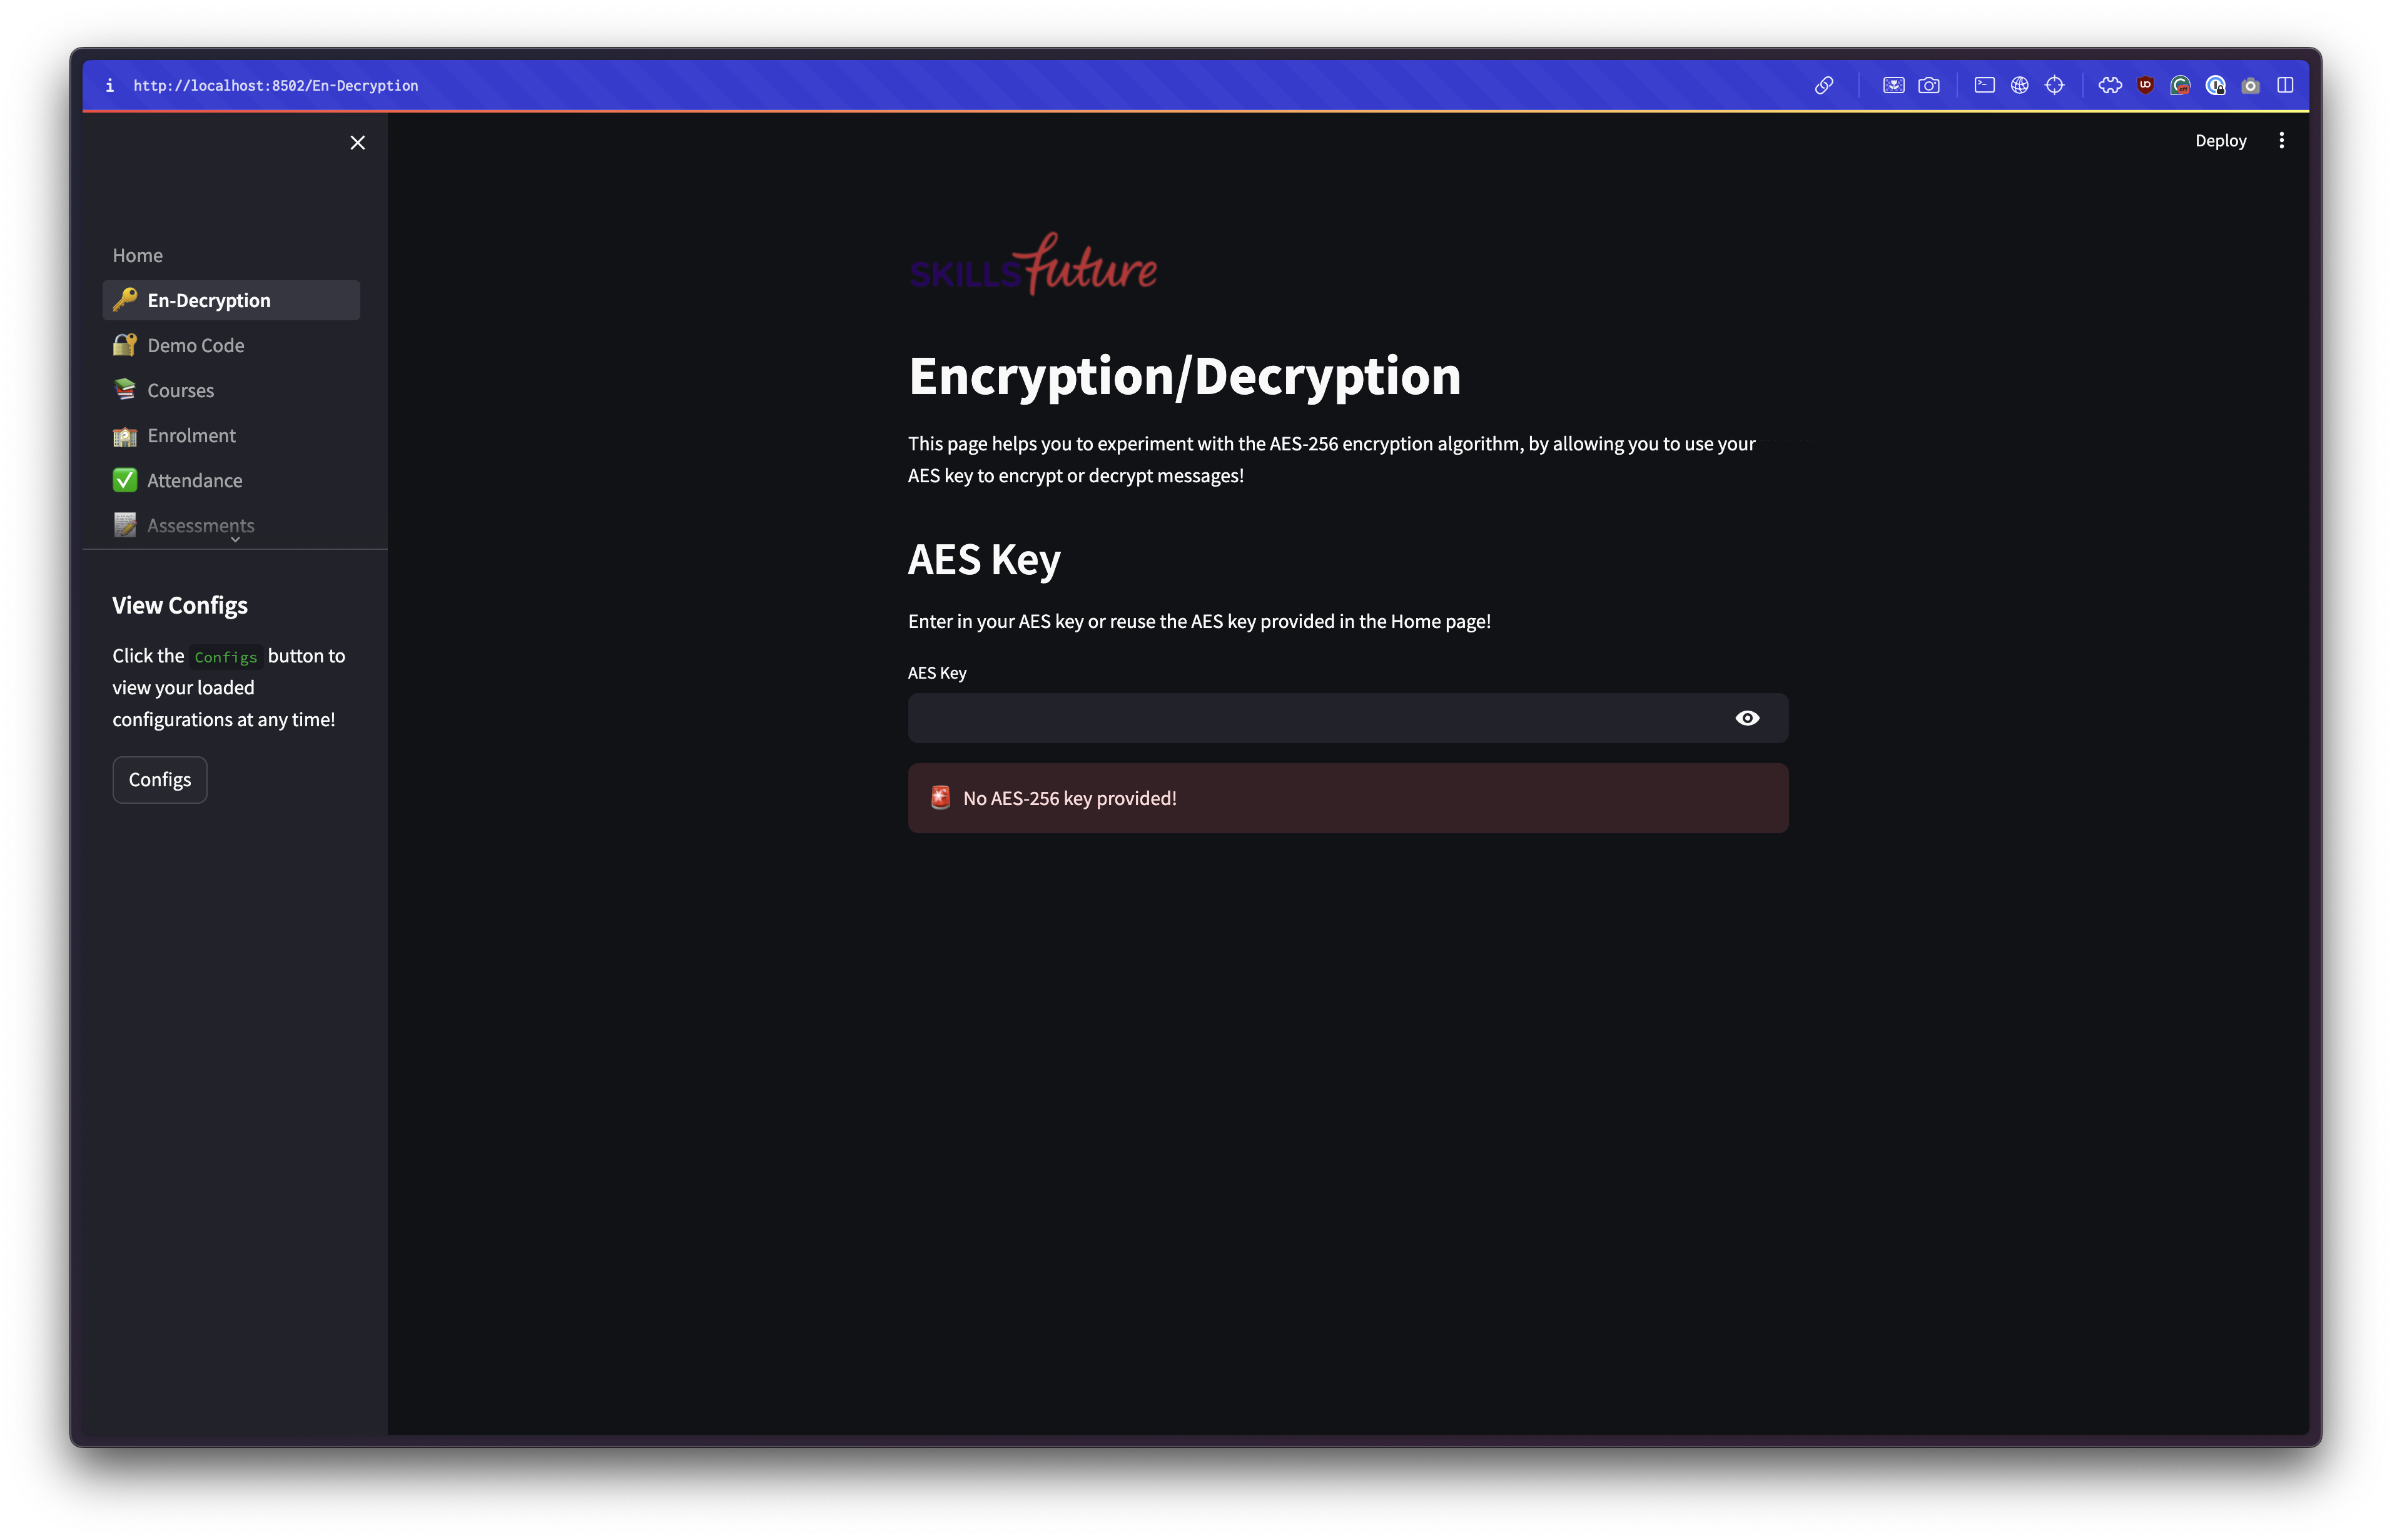 i http://localhost:8502/En-Decryption
Deploy
Home
En-Decryption
Demo Code
Courses
Enrolment
Attendance
Assessments
View Configs
Click the Configs button to
view your loaded
configurations at any time!
Configs
SKILLSfuture
Encryption/Decryption
This page helps you to experiment with the AES-256 encryption algorithm, by allowing you to use your
AES key to encrypt or decrypt messages!
AES Key
Enter in your AES key or reuse the AES key provided in the Home page!
AES Key
No AES-256 key provided!